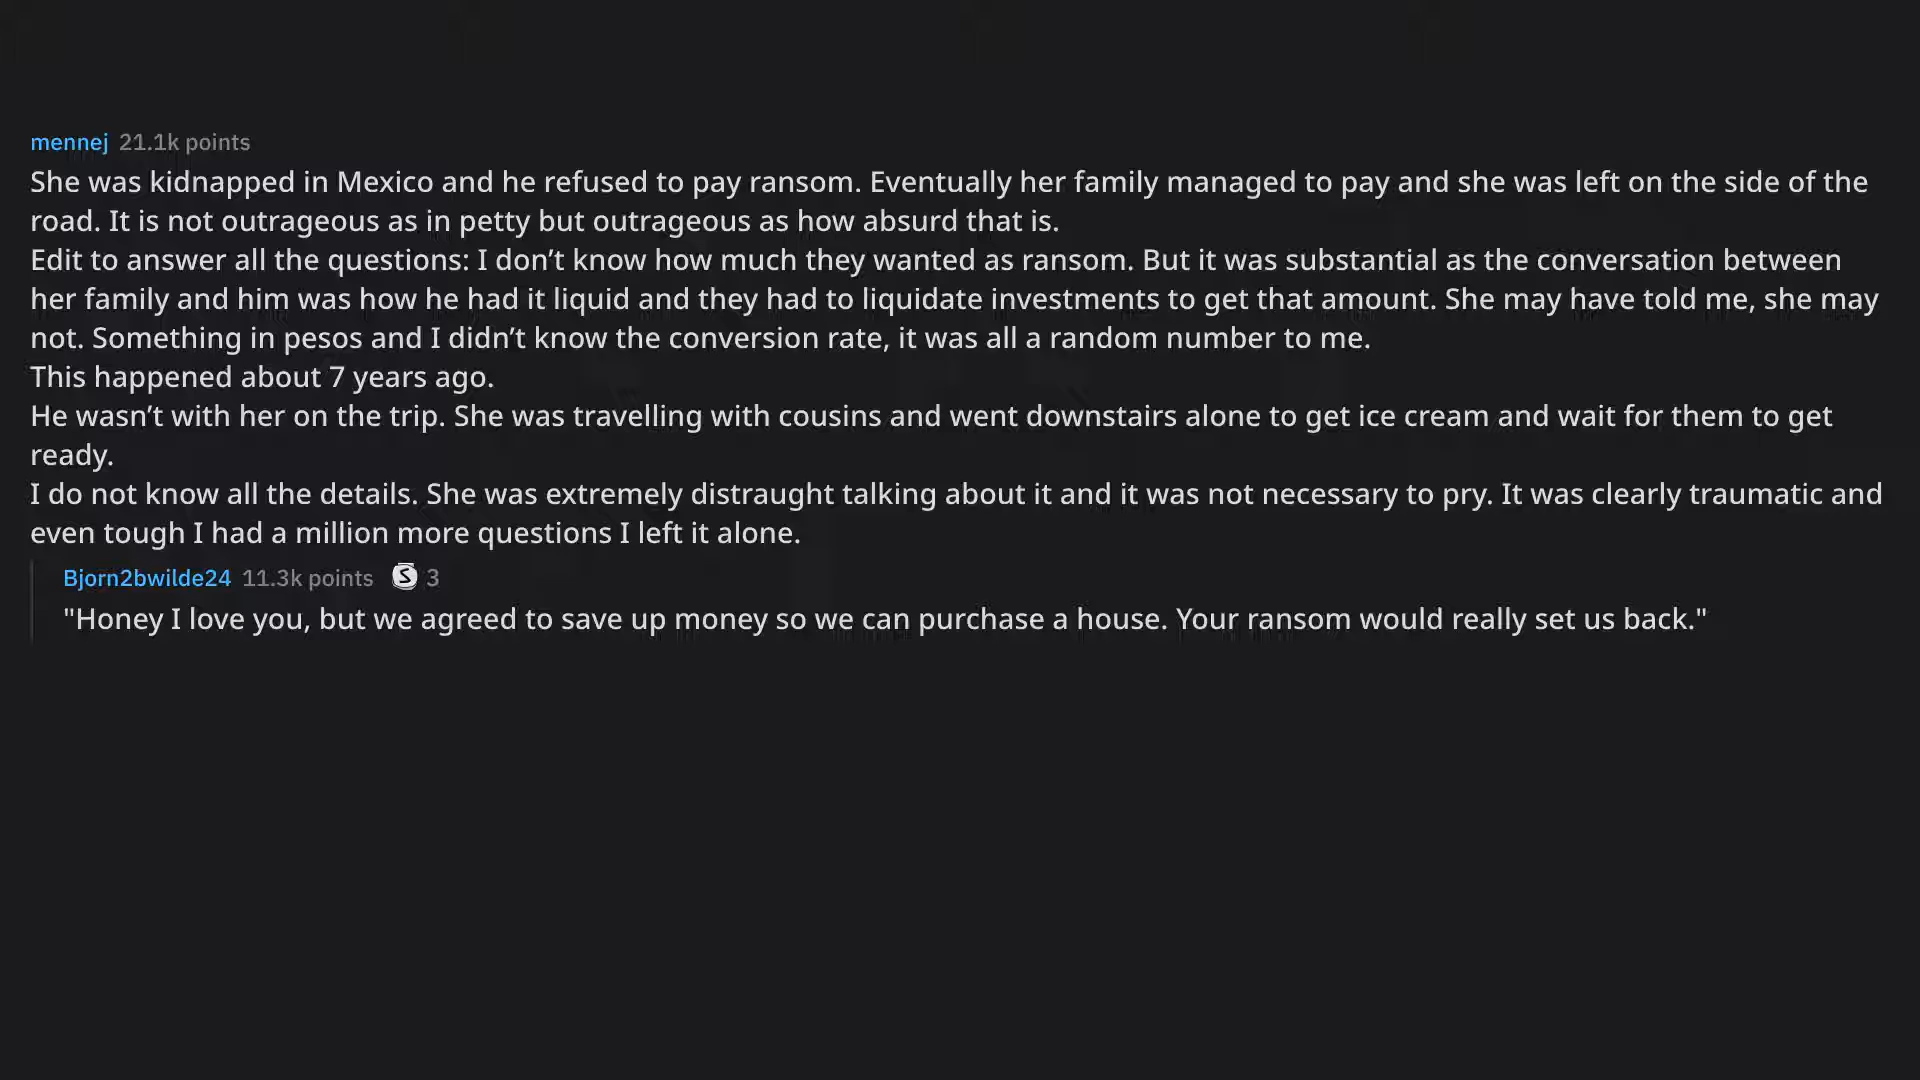 mennej 21.1k points
She was kidnapped in Mexico and he refused to pay ransom. Eventually her family managed to pay and she was left on the side of the
road. It is not outrageous as in petty but outrageous as how absurd that is.
Edit to answer all the questions: I don’t know how much they wanted as ransom. But it was substantial as the conversation between
her family and him was how he had it liquid and they had to liquidate investments to get that amount. She may have told me, she may
not. Something in pesos and I didn’t know the conversion rate, it was all a random number to me.
This happened about 7 years ago.
He wasn’t with her on the trip. She was travelling with cousins and went downstairs alone to get ice cream and wait for them to get
ready.
I do not know all the details. She was extremely distraught talking about it and it was not necessary to pry. It was clearly traumatic and
even tough I had a million more questions I left it alone.
Bjorn2bwilde24 11.3k points S 3
"Honey I love you, but we agreed to save up money so we can purchase a house. Your ransom would really set us back."